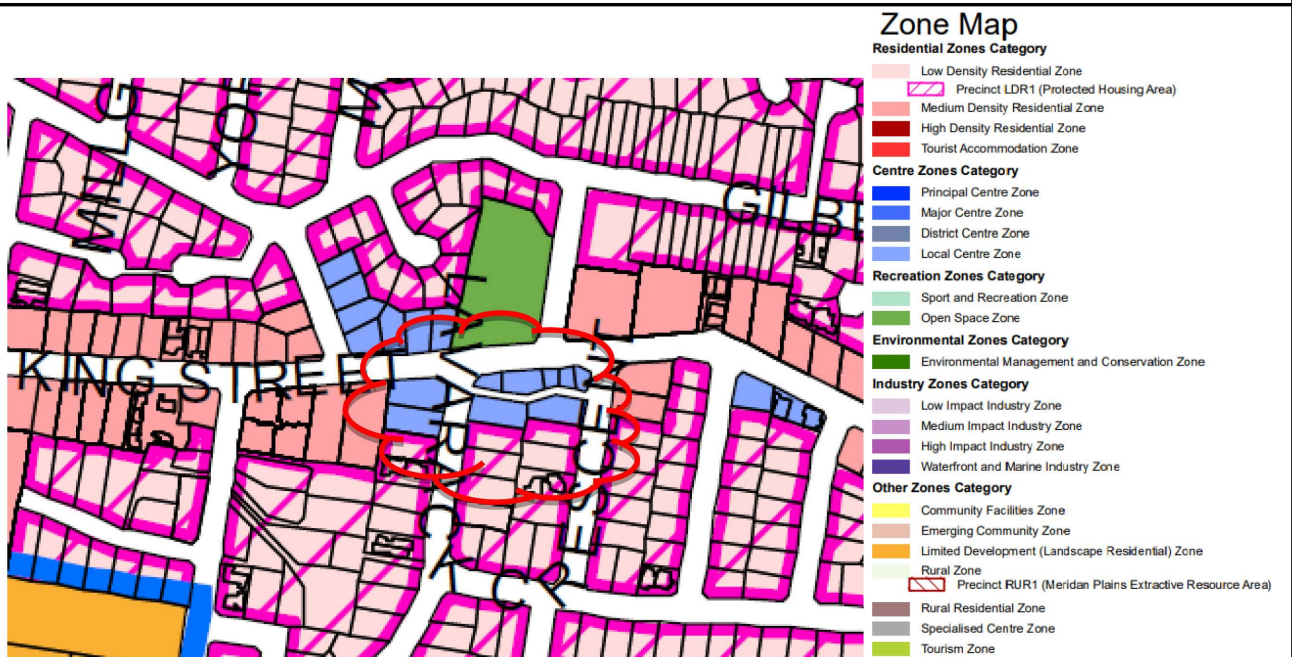 Zone Map
Residential Zones Category
Low Density Residential Zone
Precinct LDR1 (Protected Housing Area)
Medium Density Residential Zone
High Density Residential Zone
Tourist Accommodation Zone
Centre Zones Category
Principal Centre Zone
Major Centre Zone
District Centre Zone
Local Centre Zone
Recreation Zones Category
Sport and Recreation Zone
Open Space Zone
Environmental Zones Category
Environmental Management and Conservation Zone
Industry Zones Category
Low Impact Industry Zone
Medium Impact Industry Zone
High Impact Industry Zone
Waterfront and Marine Industry Zone
Other Zones Category
Community Facilities Zone
Emerging Community Zone
Limited Development (Landscape Residential) Zone
Rural Zone
Precinct RUR1 (Meridan Plains Extractive Resource Area)
Rural Residential Zone
Specialised Centre Zone
Tourism Zone
KING STREET